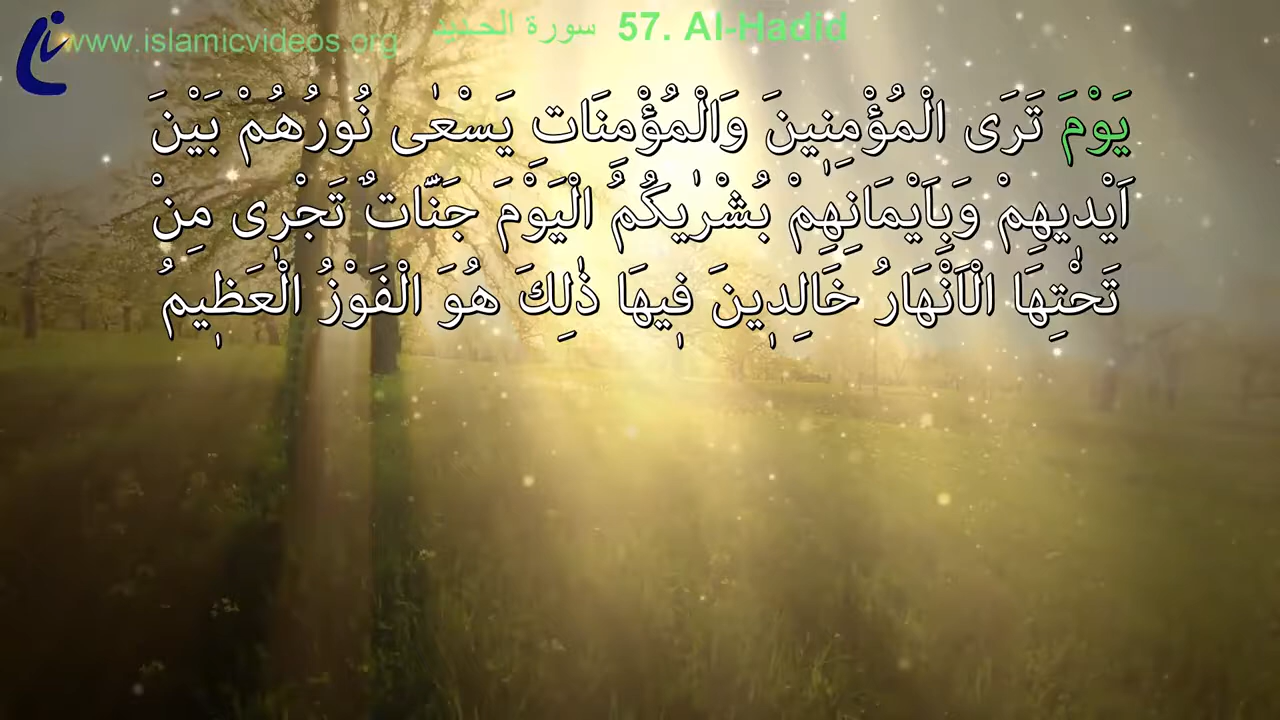 www.islamicvideos.org سورة الحديد 57. Al-Hadid
يَوْمَ تَرَى الْمُؤْمِنٖينَ وَالْمُؤْمِنَاتِ يَسْعٰى نُورُهُمْ بَيْنَ
اَيْدٖيهِمْ وَبِاَيْمَانِهِمْ بُشْرٰيكُمُ الْيَوْمَ جَنَّاتٌ تَجْرٖى مِنْ
تَحْتِهَا الْاَنْهَارُ خَالِدٖينَ فٖيهَا ذٰلِكَ هُوَ الْفَوْزُ الْعَظٖيمُ